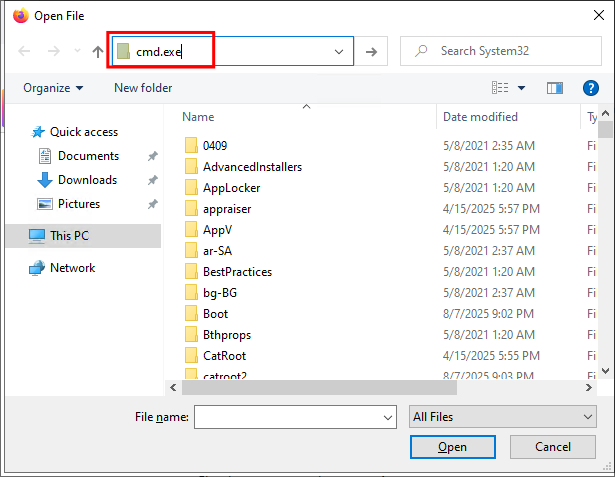 Open File
cmd.exe
Search System32
Organize
New folder
?
Name
Date modified
Ty
Quick access
Documents
Downloads
Pictures
This PC
Network
0409 5/8/2021 2:35 AM Fi
AdvancedInstallers 5/8/2021 1:20 AM Fi
AppLocker 5/8/2021 1:20 AM Fi
appraiser 4/15/2025 5:57 PM Fi
AppV 4/15/2025 5:57 PM Fi
ar-SA 5/8/2021 2:37 AM Fi
BestPractices 5/8/2021 1:20 AM Fi
bg-BG 5/8/2021 2:37 AM Fi
Boot 8/7/2025 9:02 PM Fi
Bthprops 5/8/2021 1:20 AM Fi
CatRoot 4/15/2025 5:55 PM Fi
catroot2 8/7/2025 9:03 PM Fi
File name:
All Files
Open
Cancel